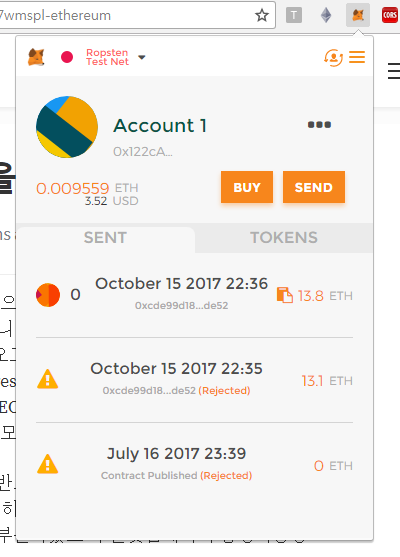 7wmspl-ethereum
T
CORS
Ropsten
Test Net
Account 1
0x122cA...
0.009559 ETH
3.52 USD
BUY
SEND
SENT
TOKENS
0
October 15 2017 22:36
0xcde99d18...de52
13.8 ETH
October 15 2017 22:35
0xcde99d18...de52 (Rejected)
13.1 ETH
July 16 2017 23:39
Contract Published (Rejected)
0 ETH